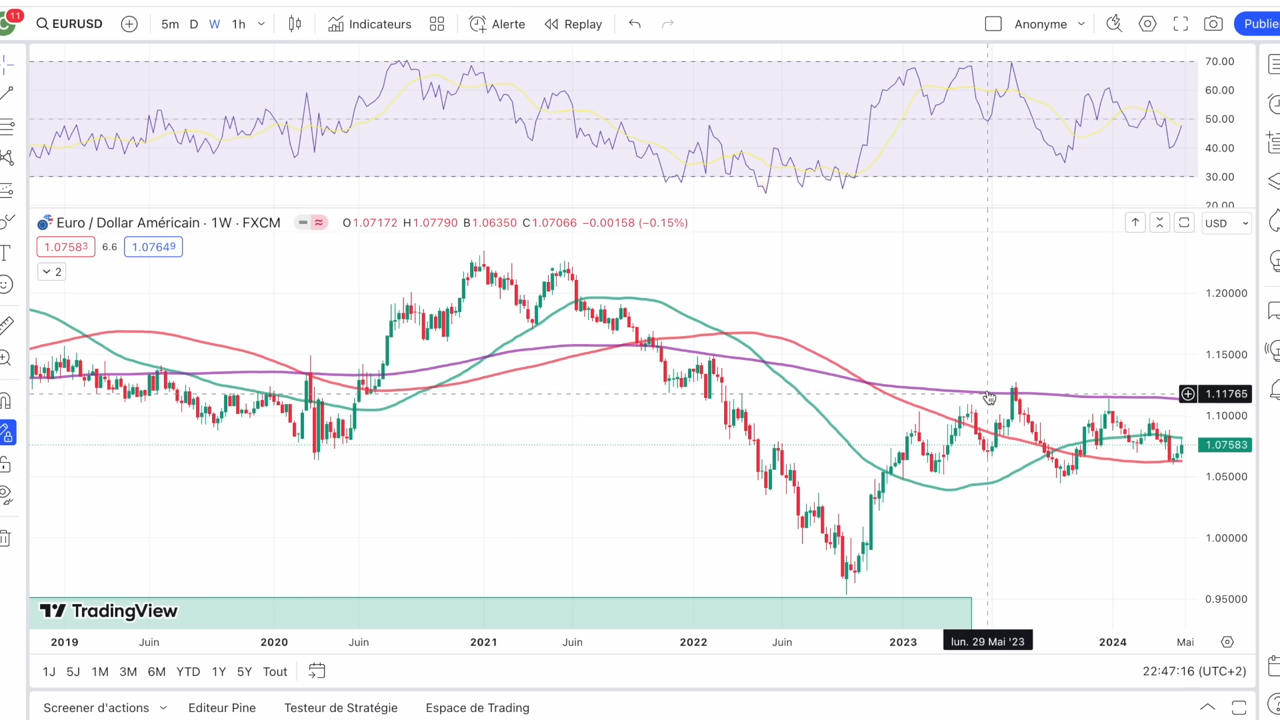 11 EURUSD 5m D W 1h Indicateurs Alerte Replay Anonyme Publie
70.00
60.00
50.00
40.00
30.00
20.00
Euro / Dollar Américain · 1W · FXCM O1.07172 H1.07790 B1.06350 C1.07066 −0.00158 (−0.15%) USD
1.07583 6.6 1.07649
2
1.20000
1.15000
1.11765
1.10000
1.07583
1.05000
1.00000
0.95000
TradingView
2019 Juin 2020 Juin 2021 Juin 2022 Juin 2023 lun. 29 Mai '23 2024 Mai
1J 5J 1M 3M 6M YTD 1Y 5Y Tout 22:47:16 (UTC+2)
Screener d'actions Editeur Pine Testeur de Stratégie Espace de Trading